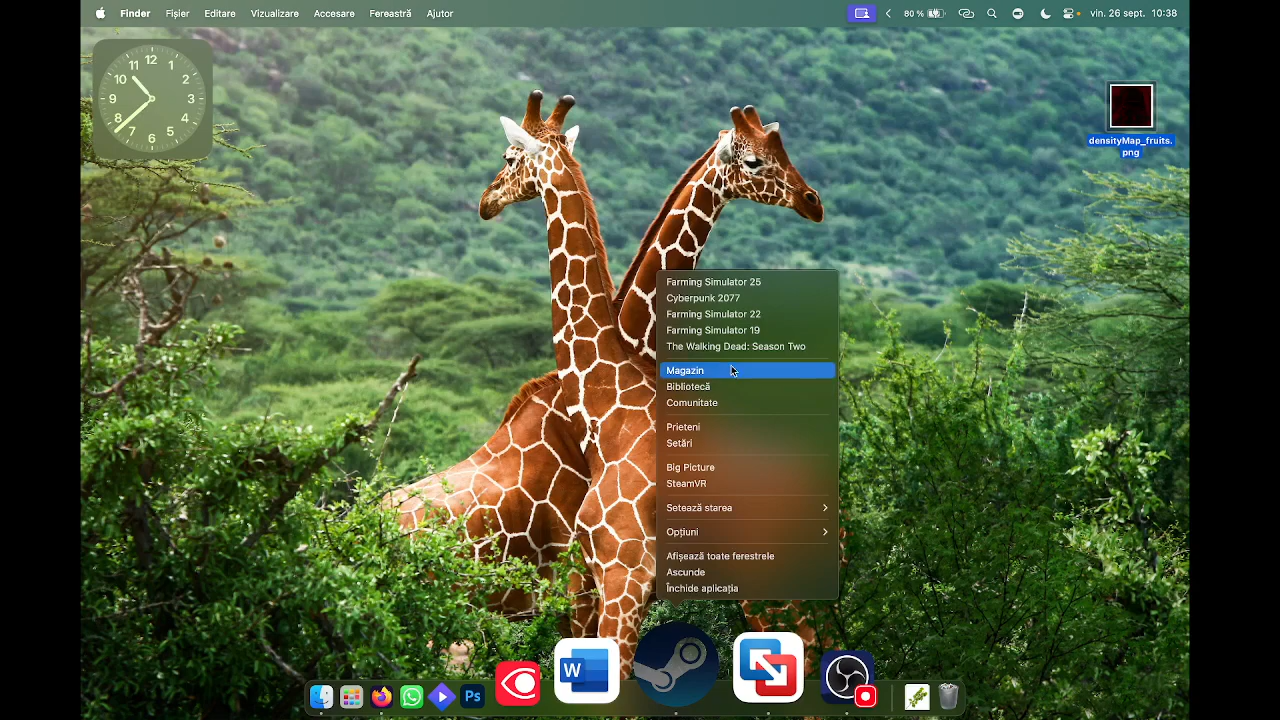 Finder Fișier Editare Vizualizare Accesare Fereastră Ajutor 80 % vin. 26 sept. 10:38
12
11 1
10 2
9 3
8 4
7 5
6
densityMap_fruits.
png
Farming Simulator 25
Cyberpunk 2077
Farming Simulator 22
Farming Simulator 19
The Walking Dead: Season Two
Magazin
Bibliotecă
Comunitate
Prieteni
Setări
Big Picture
SteamVR
Setează starea
Opțiuni
Afișează toate ferestrele
Ascunde
Închide aplicația
W
Ps